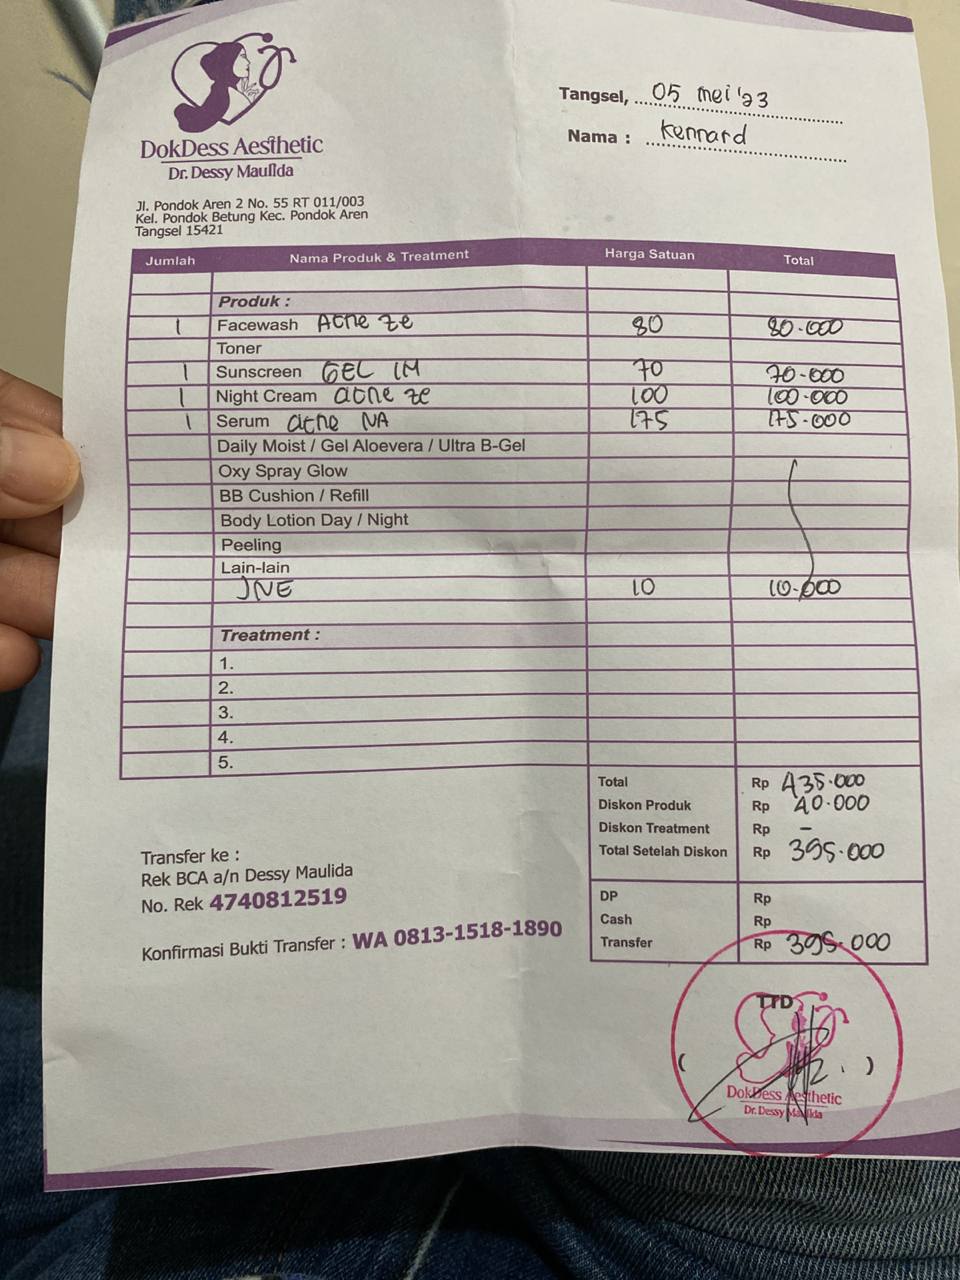 DokDess Aesthetic
Dr. Dessy Maulida
Jl. Pondok Aren 2 No. 55 RT 011/003
Kel. Pondok Betung Kec. Pondok Aren
Tangsel 15421
Tangsel, 05 mei '23
Nama : Kennard
Jumlah Nama Produk & Treatment Harga Satuan Total
Produk :
1 Facewash Acne ze 80 80.000
Toner
1 Sunscreen GEL IM 70 70.000
1 Night Cream acne ze 100 100.000
1 Serum acne NA 175 175.000
Daily Moist / Gel Aloevera / Ultra B-Gel
Oxy Spray Glow
BB Cushion / Refill
Body Lotion Day / Night
Peeling
Lain-lain
JNE 10 10.000
Treatment :
1.
2.
3.
4.
5.
Total Rp 435.000
Diskon Produk Rp 40.000
Diskon Treatment Rp -
Total Setelah Diskon Rp 395.000
DP Rp
Cash Rp
Transfer Rp 395.000
Transfer ke :
Rek BCA a/n Dessy Maulida
No. Rek 4740812519
Konfirmasi Bukti Transfer : WA 0813-1518-1890
TTD
( )
DokDess Aesthetic
Dr. Dessy Maulida